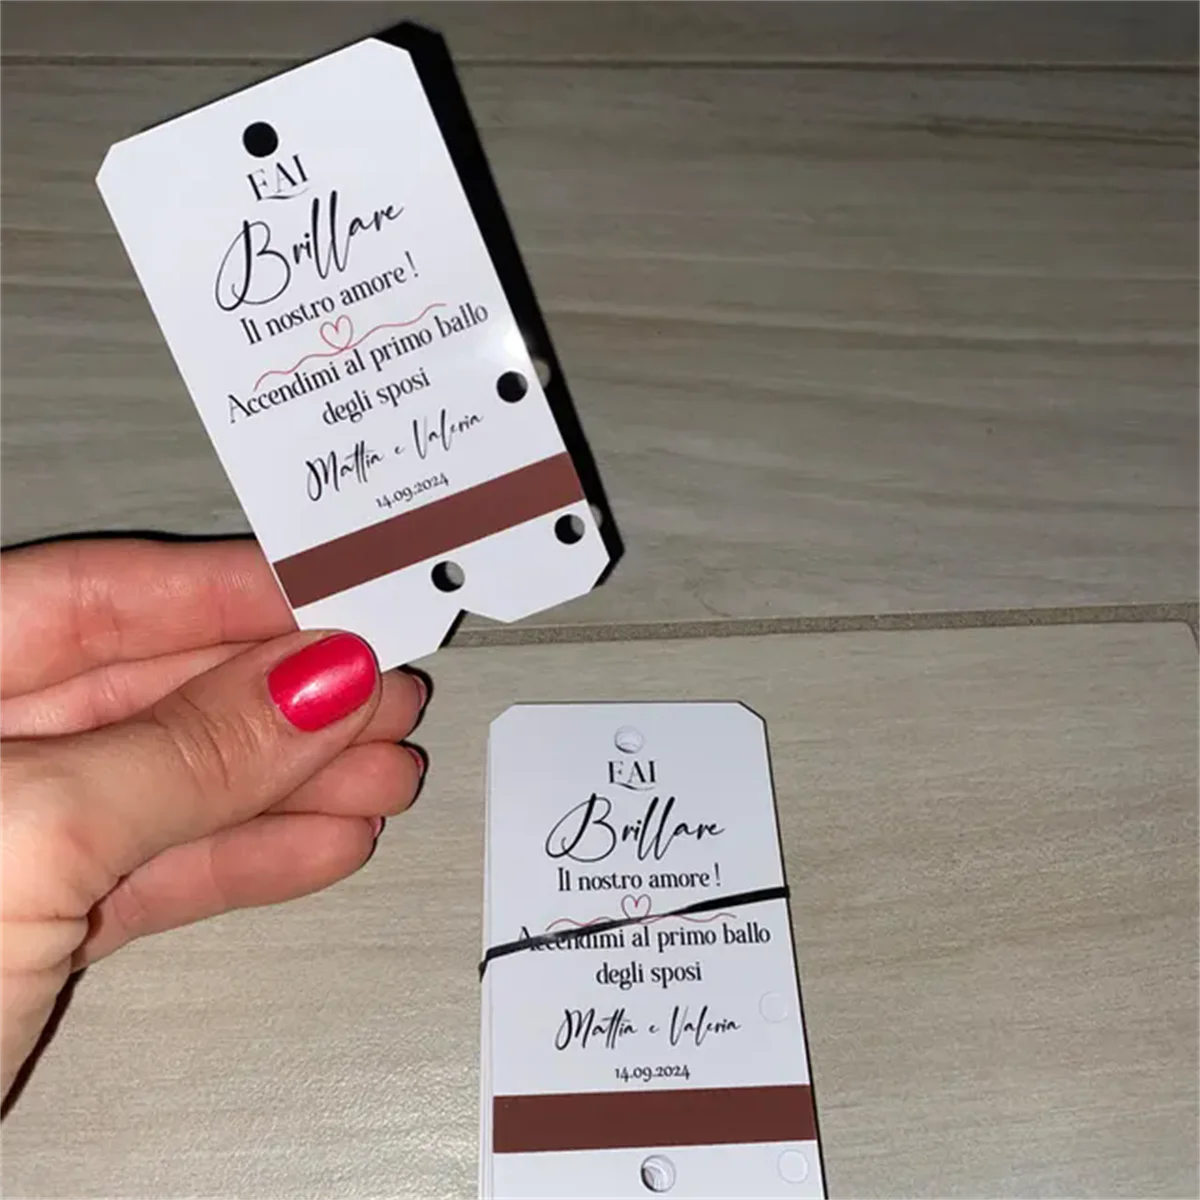 FAI
Brillare
Il nostro amore!
Accendimi al primo ballo
degli sposi
Mattia e Valeria
14.09.2024
FAI
Brillare
Il nostro amore!
Accendimi al primo ballo
degli sposi
Mattia e Valeria
14.09.2024